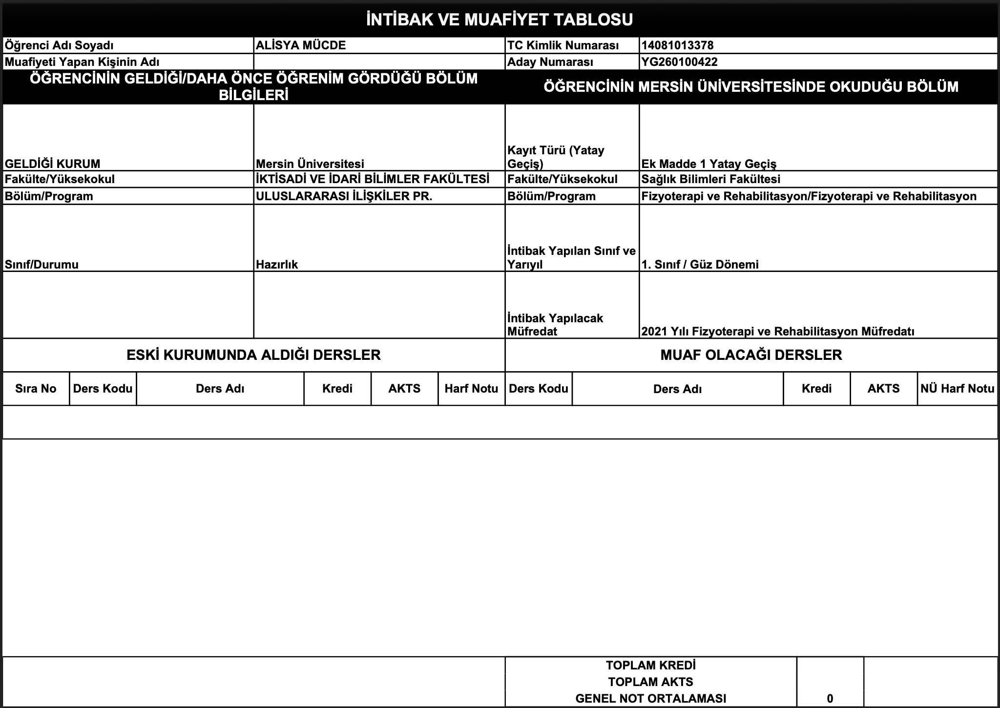 İNTİBAK VE MUAFİYET TABLOSU
Öğrenci Adı Soyadı ALİSYA MÜCDE TC Kimlik Numarası 14081013378
Muafiyeti Yapan Kişinin Adı Aday Numarası YG260100422
ÖĞRENCİNİN GELDİĞİ/DAHA ÖNCE ÖĞRENİM GÖRDÜĞÜ BÖLÜM
BİLGİLERİ
ÖĞRENCİNİN MERSİN ÜNİVERSİTESİNDE OKUDUĞU BÖLÜM
GELDİĞİ KURUM Mersin Üniversitesi
Kayıt Türü (Yatay
Geçiş)
Ek Madde 1 Yatay Geçiş
Fakülte/Yüksekokul İKTİSADİ VE İDARİ BİLİMLER FAKÜLTESİ Fakülte/Yüksekokul Sağlık Bilimleri Fakültesi
Bölüm/Program ULUSLARARASI İLİŞKİLER PR. Bölüm/Program Fizyoterapi ve Rehabilitasyon/Fizyoterapi ve Rehabilitasyon
Sınıf/Durumu Hazırlık
İntibak Yapılan Sınıf ve
Yarıyıl
1. Sınıf / Güz Dönemi
İntibak Yapılacak
Müfredat
2021 Yılı Fizyoterapi ve Rehabilitasyon Müfredatı
ESKİ KURUMUNDA ALDIĞI DERSLER MUAF OLACAĞI DERSLER
Sıra No Ders Kodu Ders Adı Kredi AKTS Harf Notu Ders Kodu Ders Adı Kredi AKTS NÜ Harf Notu
TOPLAM KREDİ
TOPLAM AKTS
GENEL NOT ORTALAMASI 0